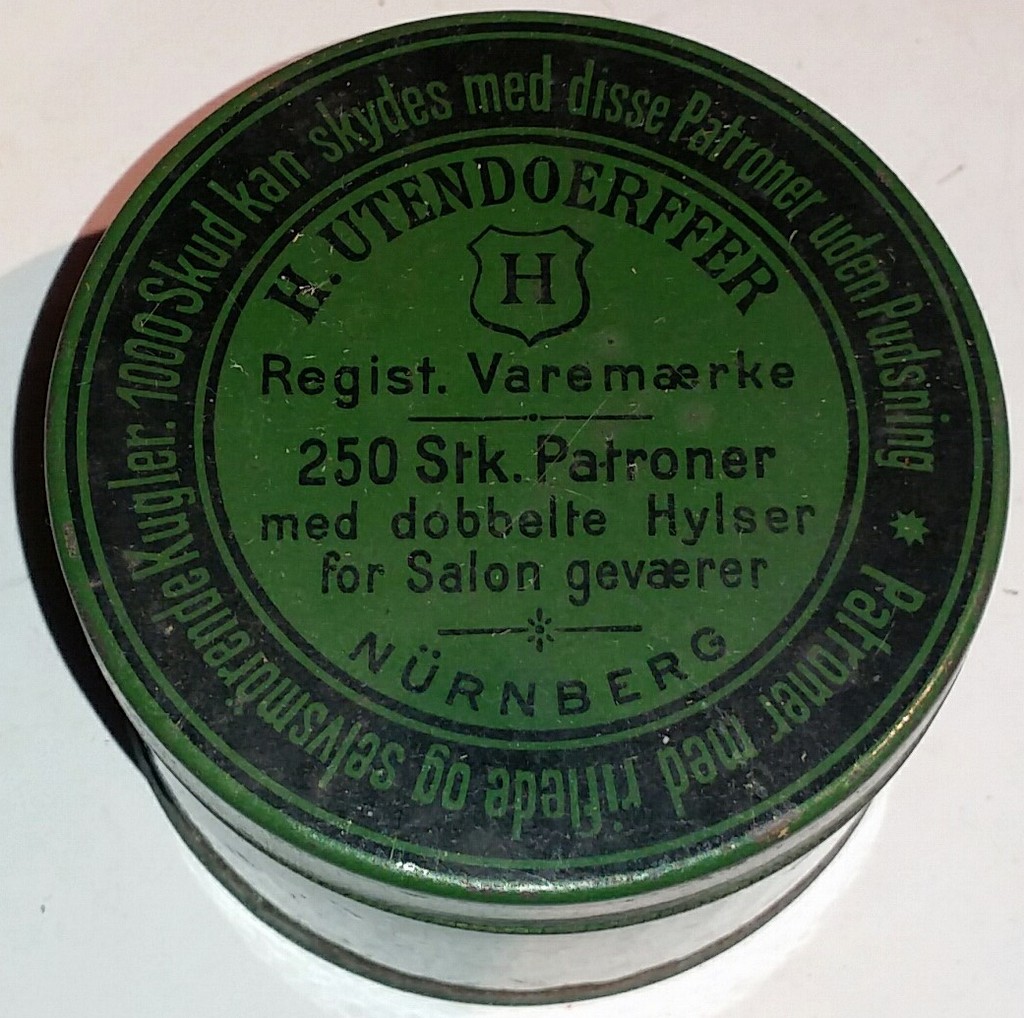 H. UTENDOERFFER
H
Regist. Varemærke
250 Stk. Patroner
med dobbelte Hylser
for Salon geværer
NÜRNBERG
Patroner med riflede og selvsmörende Kugler. 1000 Skud kan skydes med disse Patroner uden Pudsning